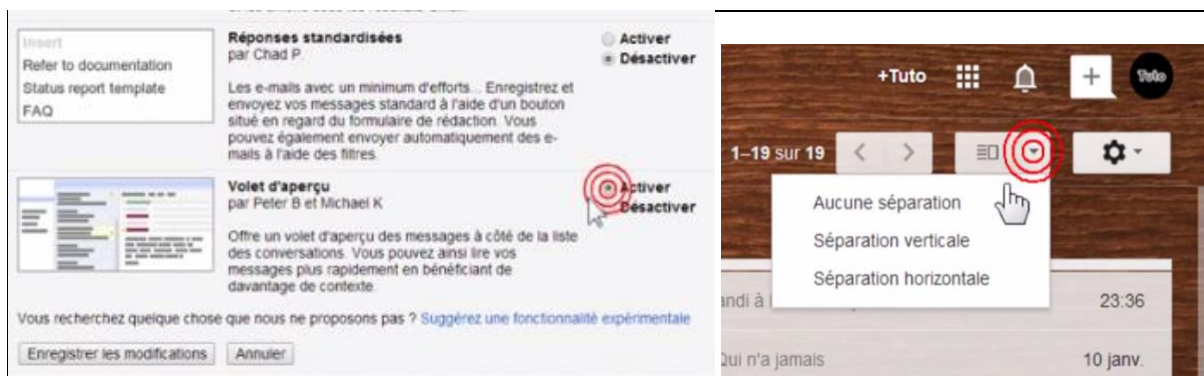 Insert
Refer to documentation
Status report template
FAQ
Réponses standardisées
par Chad P
Activer
Désactiver
Les e-mails avec un minimum d'efforts... Enregistrez et
envoyez vos messages standard à l'aide d'un bouton
situé en regard du formulaire de rédaction. Vous
pouvez également envoyer automatiquement des e-
mails à l'aide des filtres.
Volet d'aperçu
par Peter B et Michael K
Activer
Désactiver
Offre un volet d'aperçu des messages à côté de la liste
des conversations. Vous pouvez ainsi lire vos
messages plus rapidement en bénéficiant de
davantage de contexte.
Vous recherchez quelque chose que nous ne proposons pas ? Suggérez une fonctionnalité expérimentale
Enregistrer les modifications Annuler
+Tuto
Tuto
1–19 sur 19
Aucune séparation
Séparation verticale
Séparation horizontale
23:36
Qui n'a jamais
10 janv.